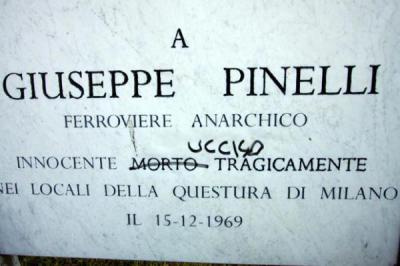 A
GIUSEPPE PINELLI
FERROVIERE ANARCHICO
UCCISO
INNOCENTE MORTO TRAGICAMENTE
NEI LOCALI DELLA QUESTURA DI MILANO
IL 15-12-1969